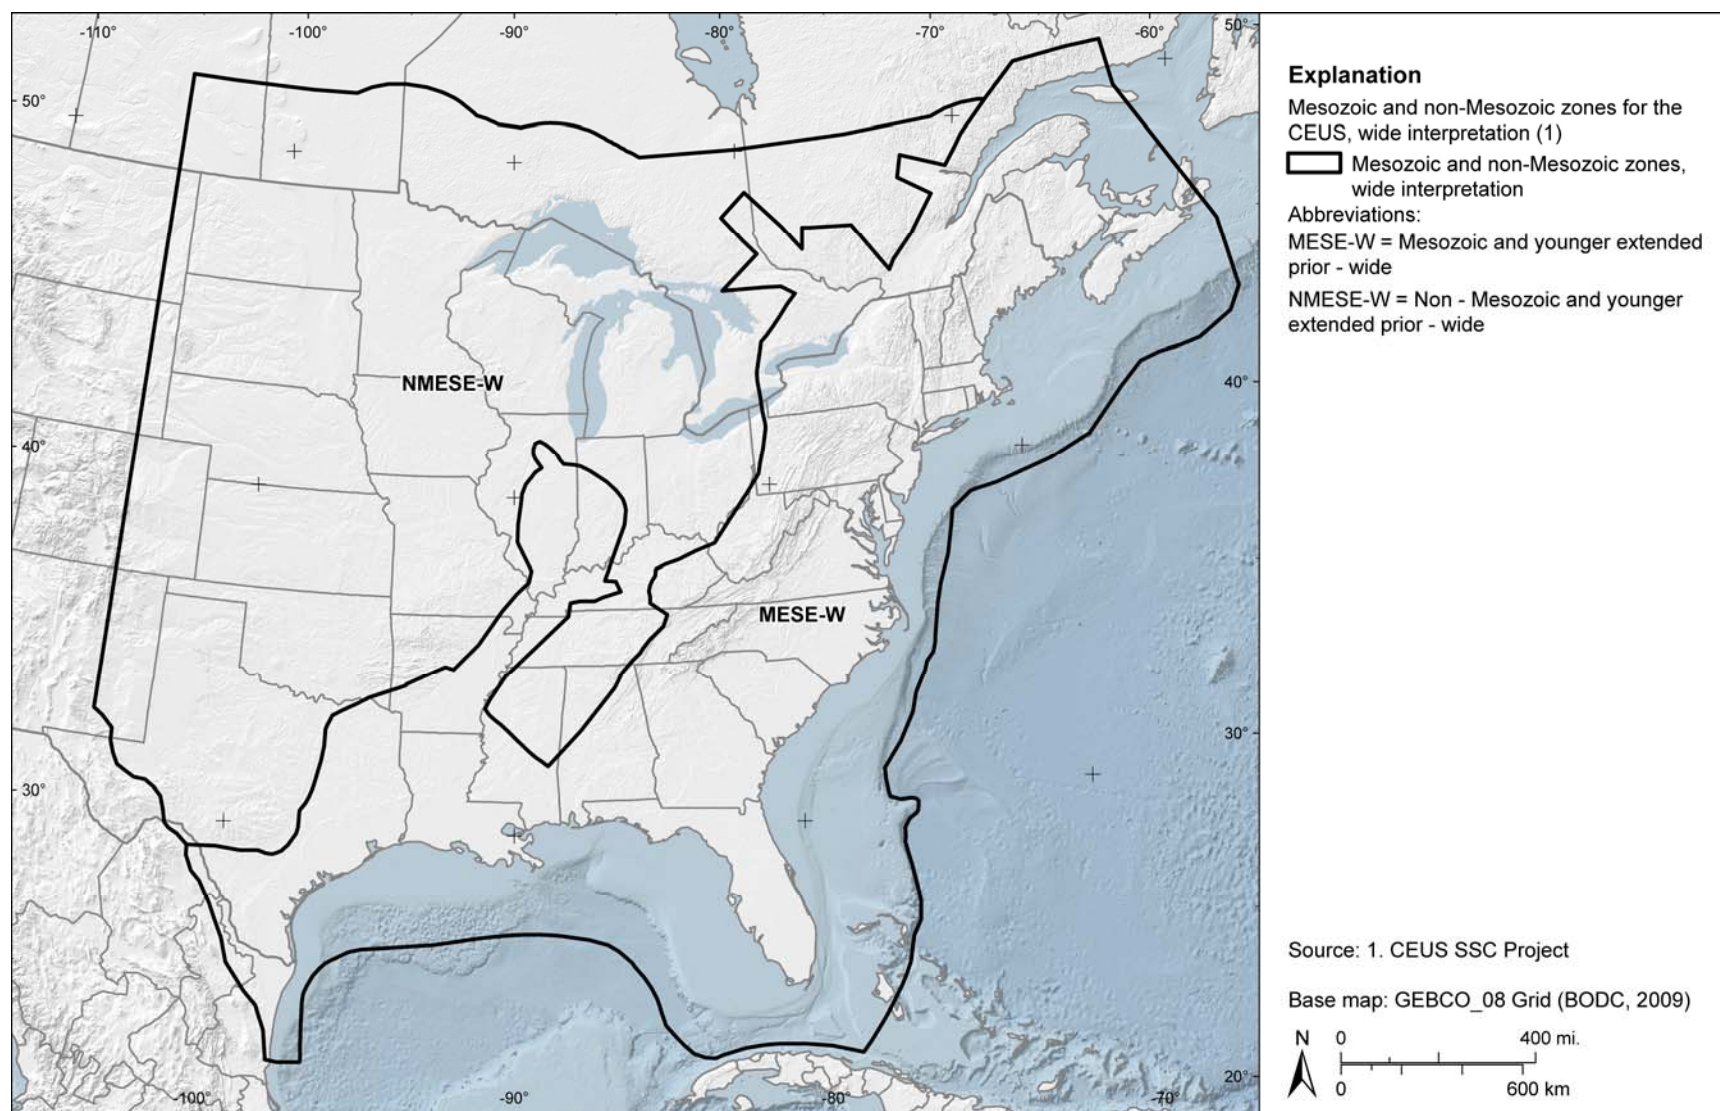 -110°
-100°
-90°
-80°
-70°
-60°
50°
50°
40°
40°
30°
30°
20°
-100°
-90°
-80°
-70°
NMESE-W
MESE-W
Explanation
Mesozoic and non-Mesozoic zones for the
CEUS, wide interpretation (1)
Mesozoic and non-Mesozoic zones,
wide interpretation
Abbreviations:
MESE-W = Mesozoic and younger extended
prior - wide
NMESE-W = Non - Mesozoic and younger
extended prior - wide
Source: 1. CEUS SSC Project
Base map: GEBCO_08 Grid (BODC, 2009)
N
0 400 mi.
0 600 km